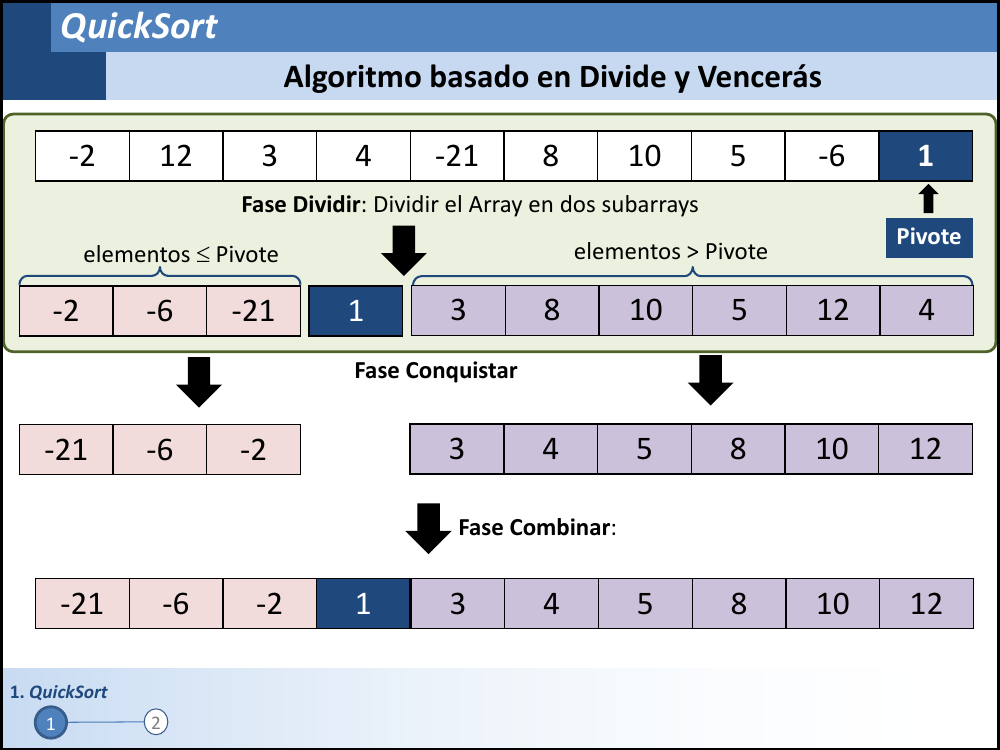 QuickSort
Algoritmo basado en Divide y Vencerás
-2 12 3 4 -21 8 10 5 -6 1
Fase Dividir: Dividir el Array en dos subarrays
Pivote
elementos ≤ Pivote
elementos > Pivote
-2 -6 -21 1 3 8 10 5 12 4
Fase Conquistar
-21 -6 -2 3 4 5 8 10 12
Fase Combinar:
-21 -6 -2 1 3 4 5 8 10 12
1. QuickSort
1 2